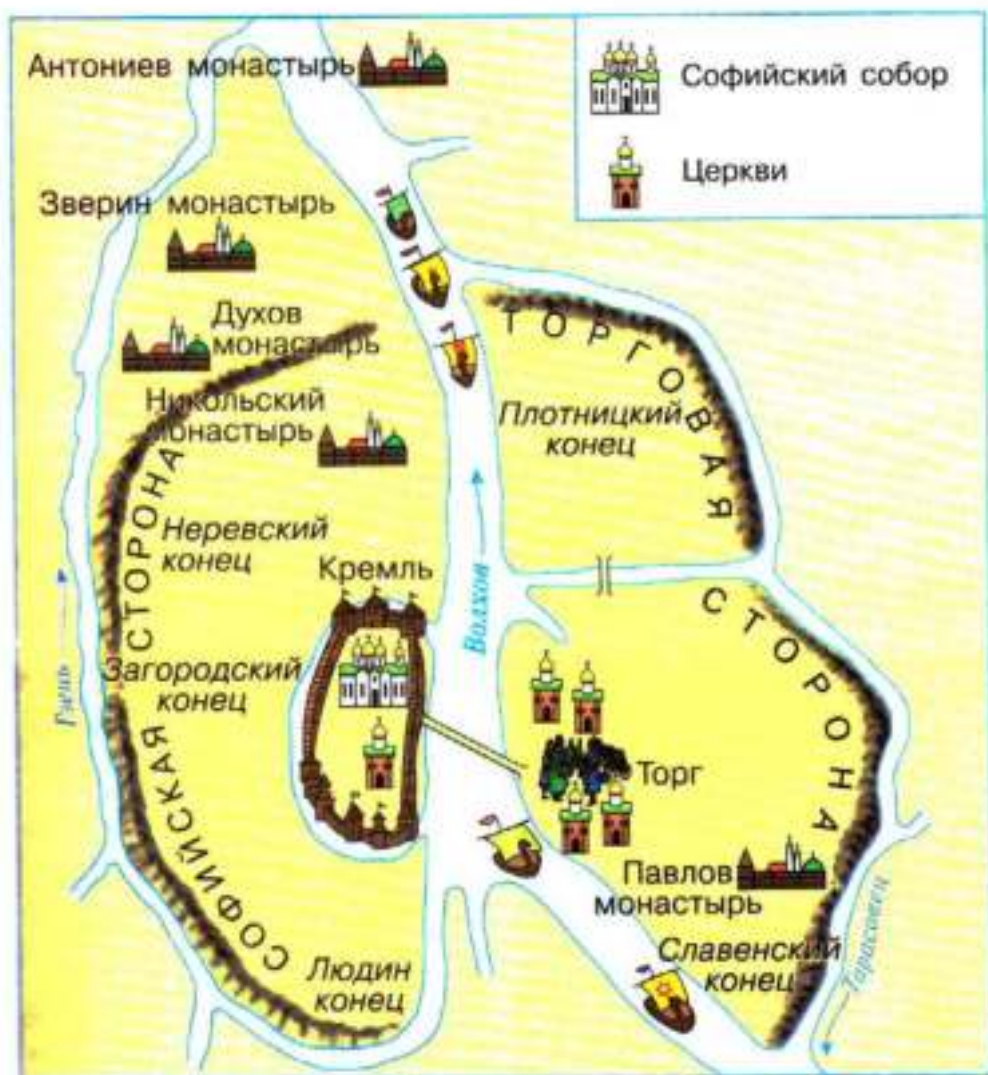 Антониев монастырь
Софийский собор
Церкви
Зверин монастырь
Духов
монастырь
Никольский
монастырь
ТОРГОВАЯ
СТОРОНА
Плотницкий
конец
Неревский
конец
Кремль
Волхов
Загородский
конец
СОФИЙСКАЯ СТОРОНА
Торг
Павлов
монастырь
Славенский
конец
Людин
конец
Тарасовец